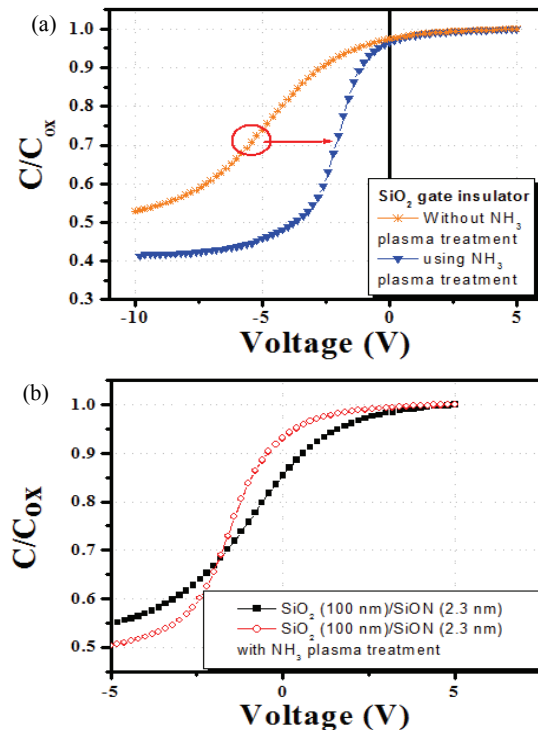 (a)
1.0
0.9
0.8
0.7
0.6
0.5
0.4
0.3
C/Cox
SiO2 gate insulator
Without NH3
plasma treatment
using NH3
plasma treatment
-10
-5
0
5
Voltage (V)
(b)
1.0
0.9
0.8
0.7
0.6
0.5
C/Cox
SiO2 (100 nm)/SiON (2.3 nm)
SiO2 (100 nm)/SiON (2.3 nm)
with NH3 plasma treatment
-5
0
5
Voltage (V)